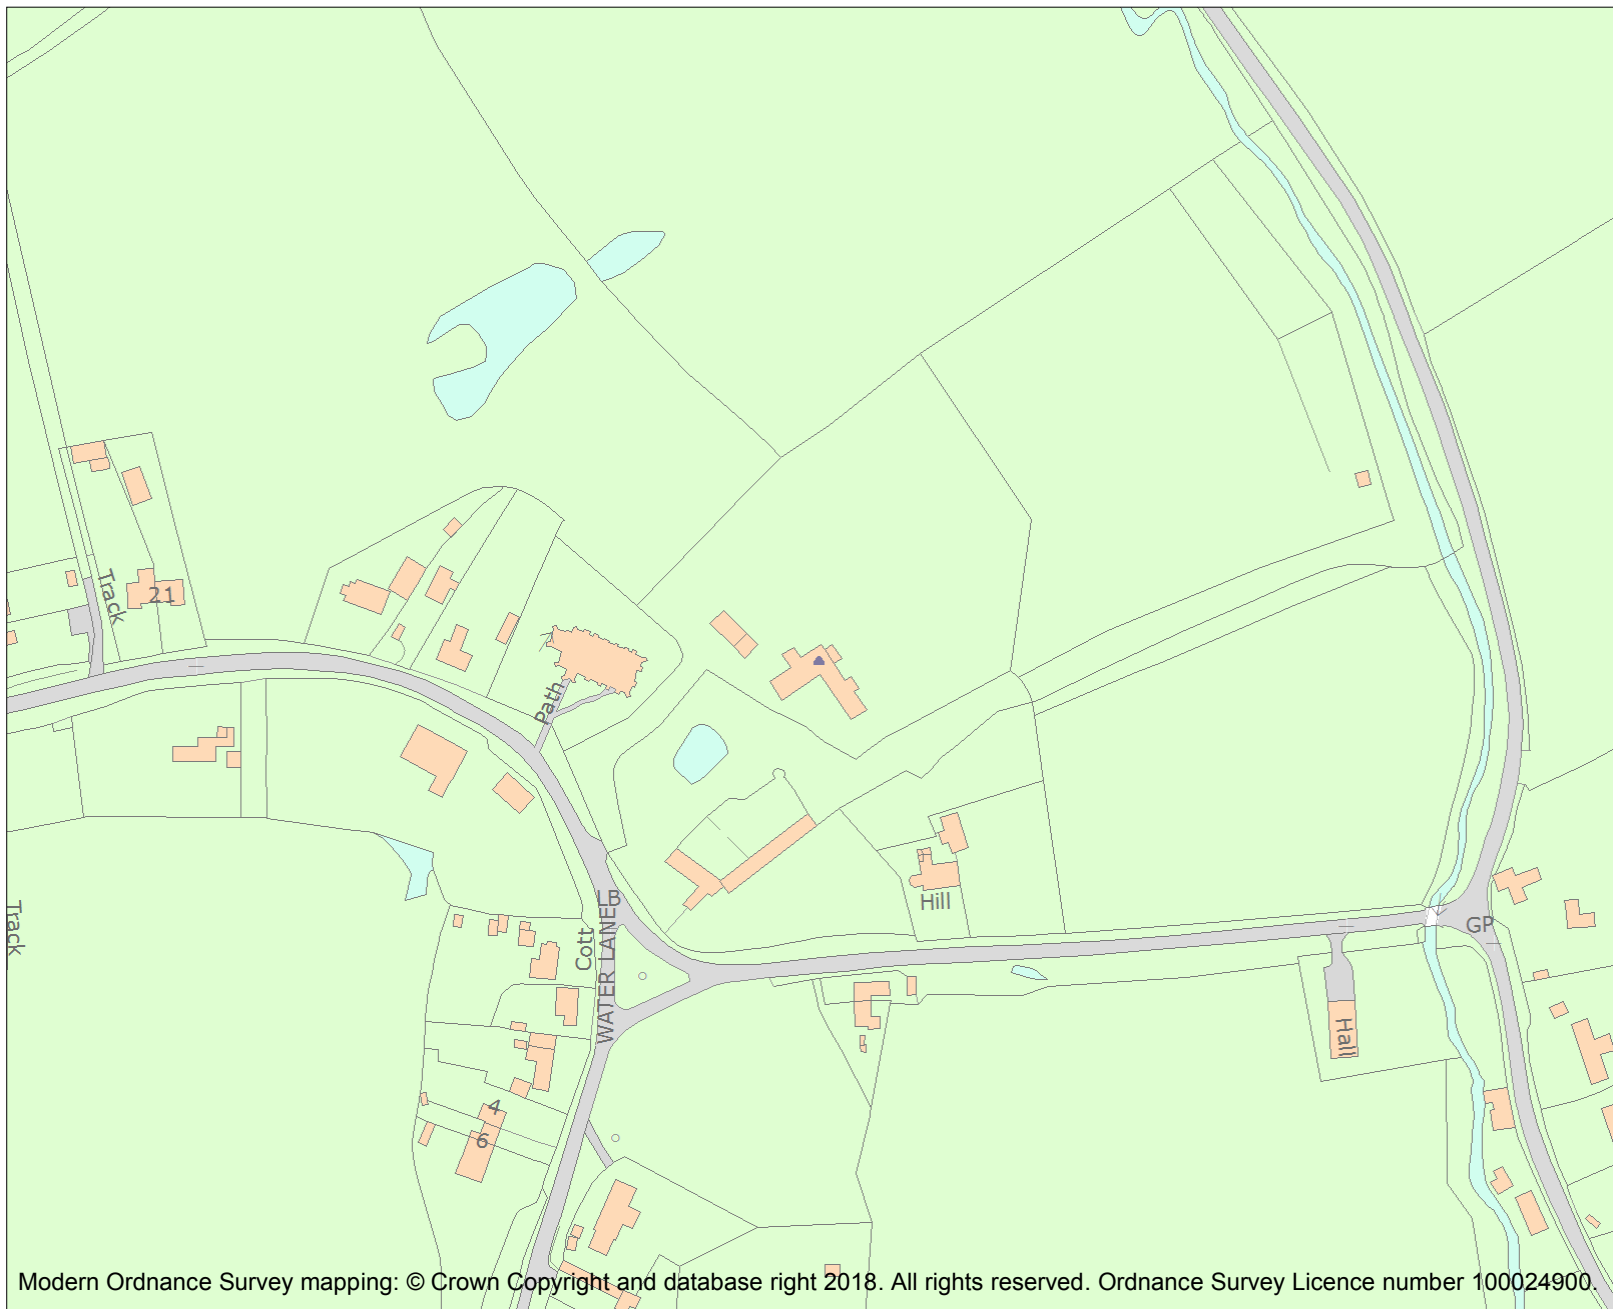 Track
21
Path
LB
WATER LANE
Cott
Hill
GP
Track
Hall
4
6
Modern Ordnance Survey mapping: © Crown Copyright and database right 2018. All rights reserved. Ordnance Survey Licence number 100024900.